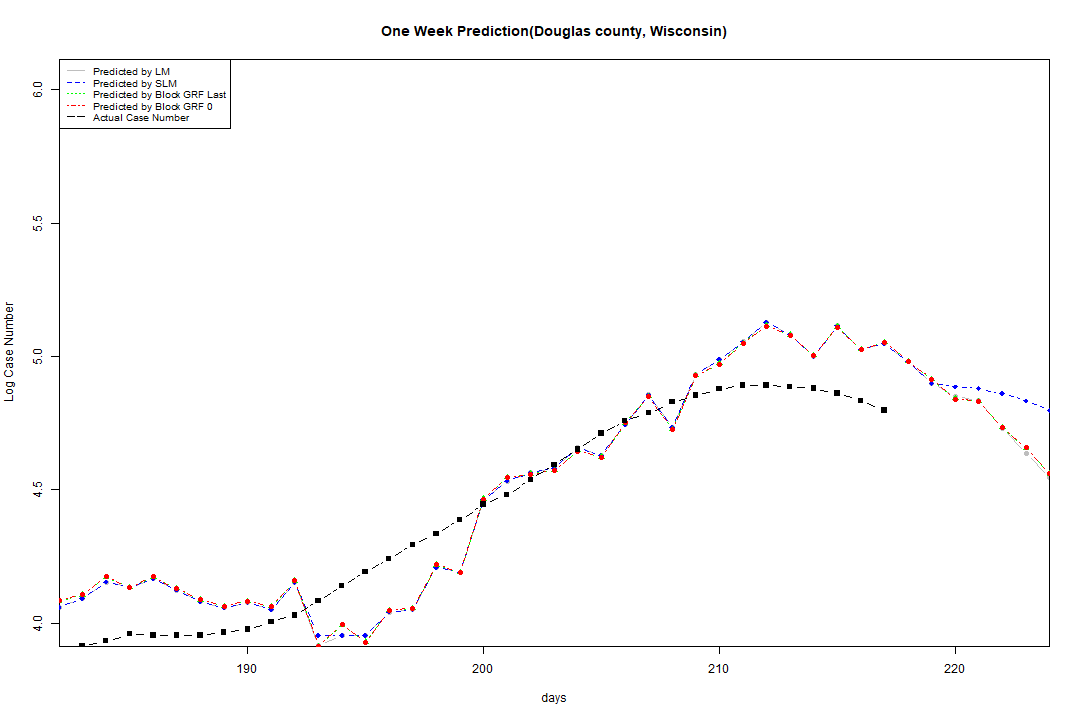 One Week Prediction(Douglas county, Wisconsin)
Predicted by LM
Predicted by SLM
Predicted by Block GRF Last
Predicted by Block GRF 0
Actual Case Number
6.0
5.5
5.0
4.5
4.0
Log Case Number
190 200 210 220
days